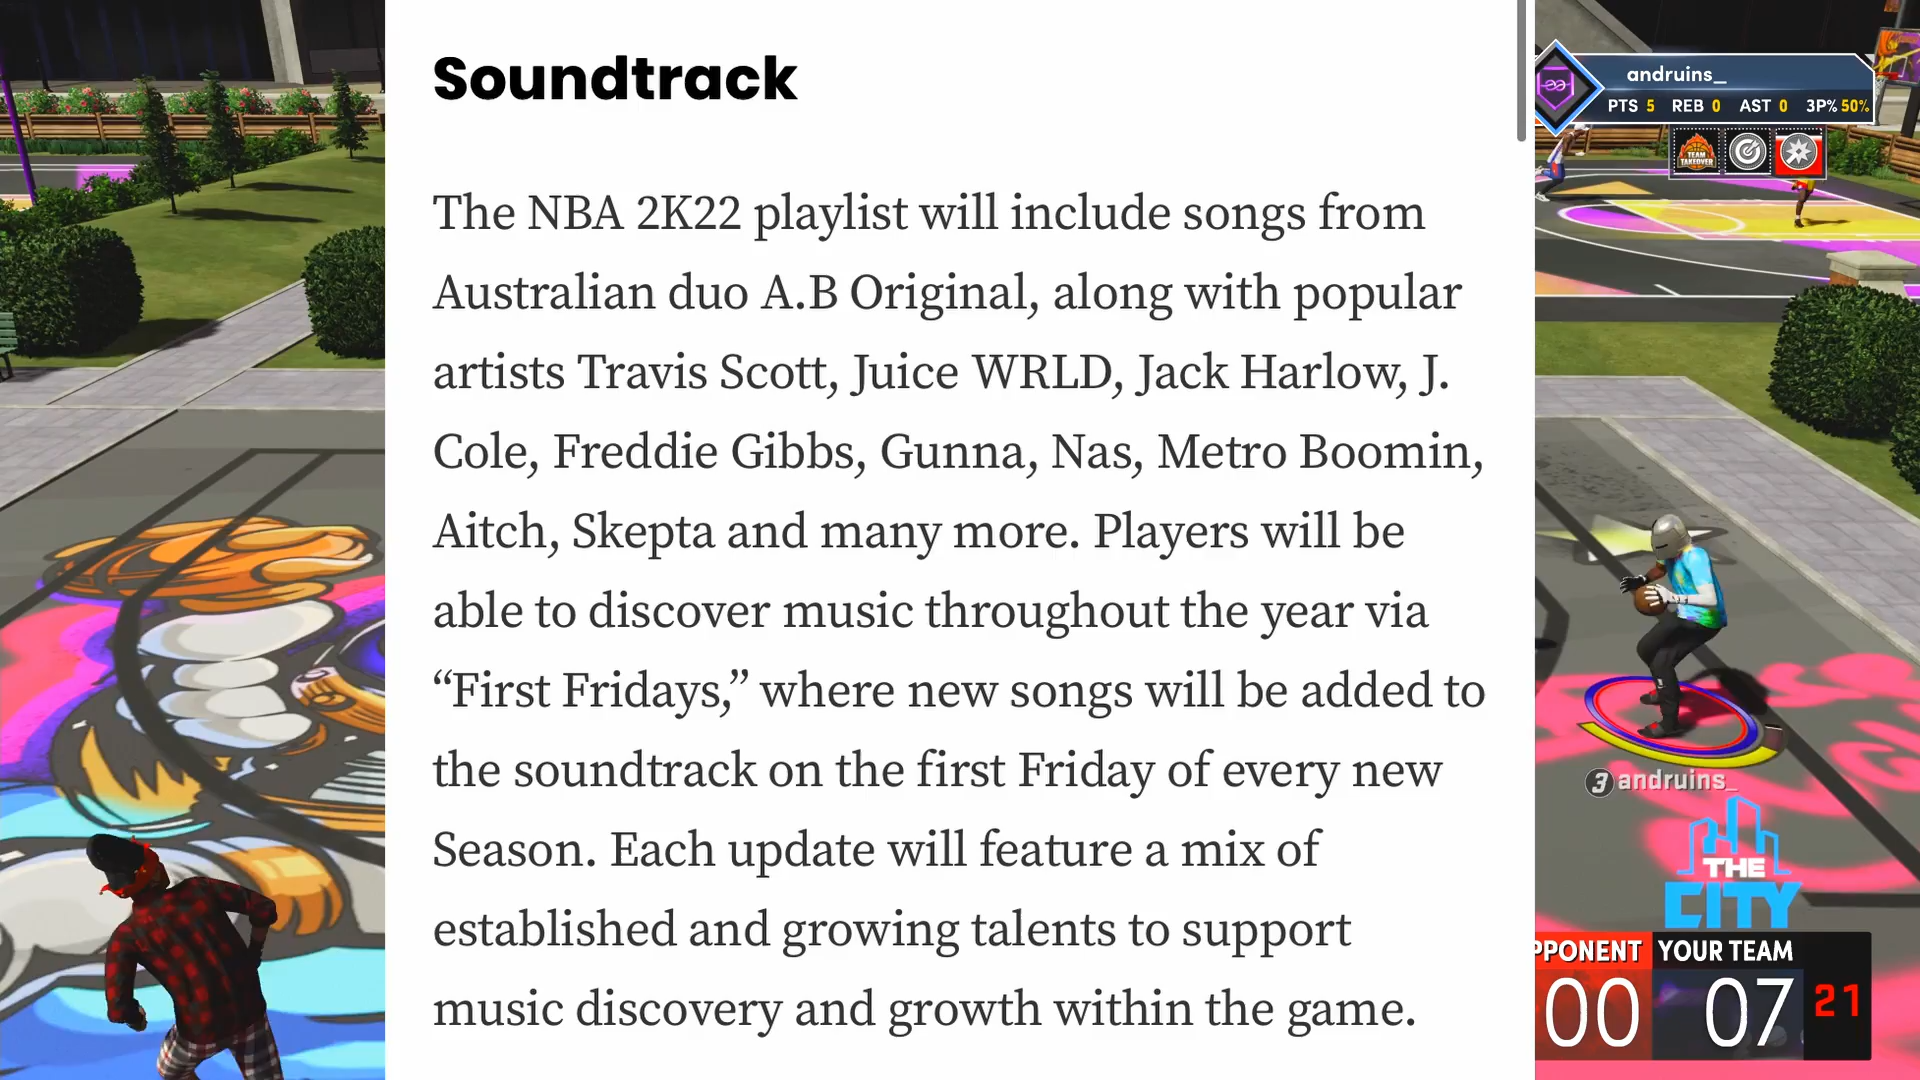 Soundtrack
The NBA 2K22 playlist will include songs from
Australian duo A.B Original, along with popular
artists Travis Scott, Juice WRLD, Jack Harlow, J.
Cole, Freddie Gibbs, Gunna, Nas, Metro Boomin,
Aitch, Skepta and many more. Players will be
able to discover music throughout the year via
“First Fridays,” where new songs will be added to
the soundtrack on the first Friday of every new
Season. Each update will feature a mix of
established and growing talents to support
music discovery and growth within the game.
andruins_
PTS 5 REB 0 AST 0 3P% 50%
TEAM
TAKEOVER
3 andruins_
THE
CITY
PPONENT YOUR TEAM
00 07 21